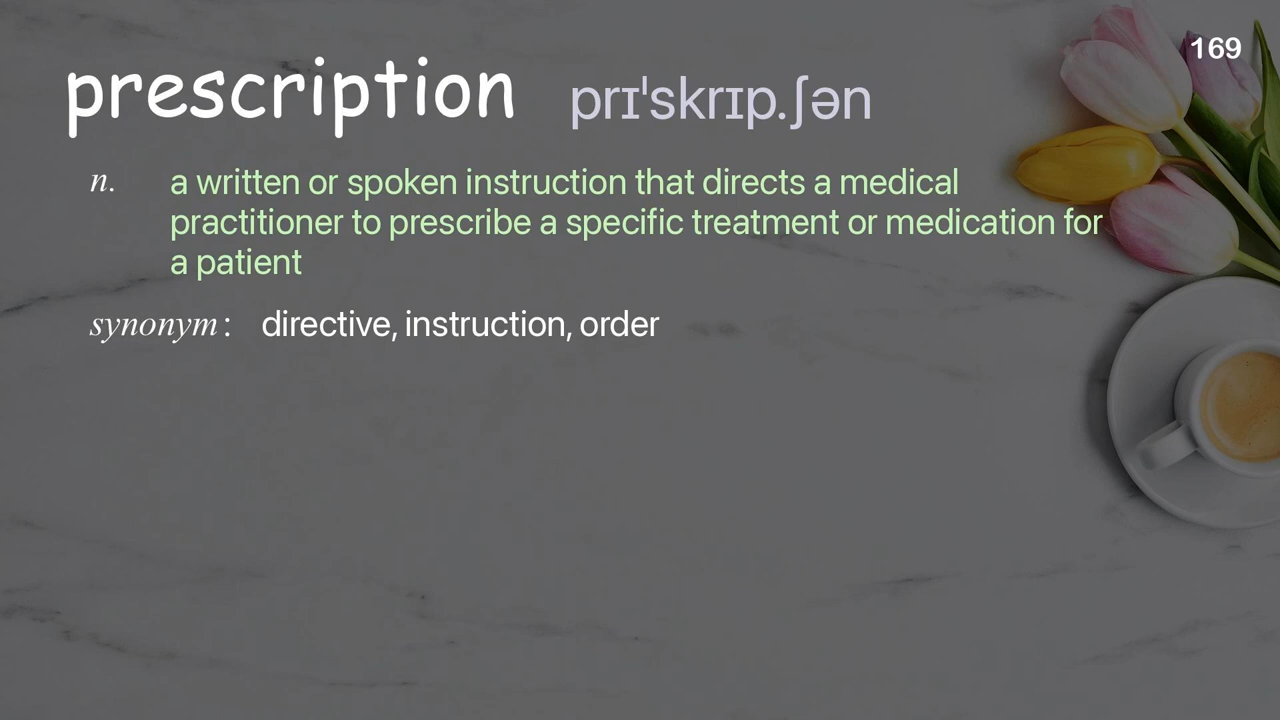 169
prescription prɪˈskrɪp.ʃən
n. a written or spoken instruction that directs a medical
practitioner to prescribe a specific treatment or medication for
a patient
synonym: directive, instruction, order